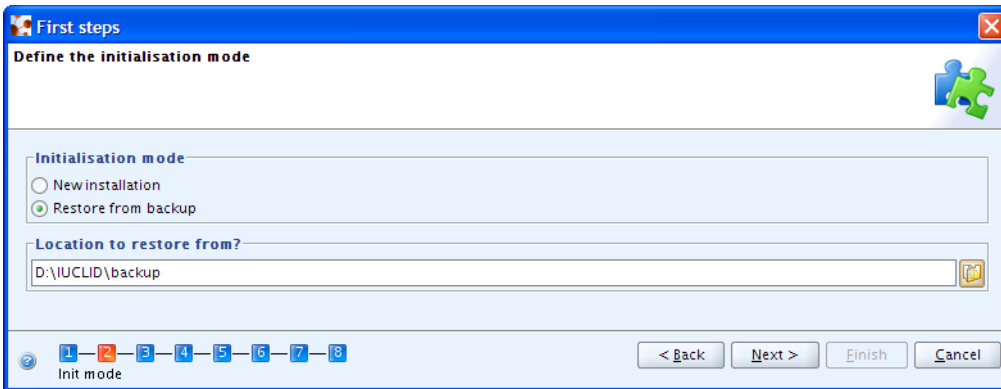 First steps
Define the initialisation mode
Initialisation mode
New installation
Restore from backup
Location to restore from?
D:\IUCLID\backup
1 2 3 4 5 6 7 8
Init mode
< Back Next > Finish Cancel